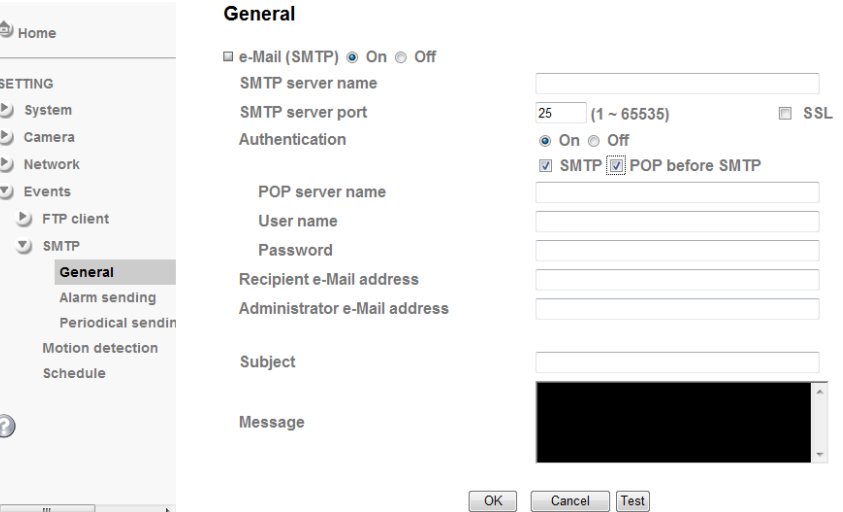 General
Home
e-Mail (SMTP) On Off
SMTP server name
SETTING
SMTP server port 25 (1 ~ 65535) SSL
System
Authentication On Off
Camera
SMTP POP before SMTP
Network
POP server name
Events
User name
FTP client
Password
SMTP
Recipient e-Mail address
General
Administrator e-Mail address
Alarm sending
Periodical sendin
Motion detection
Subject
Schedule
Message
OK Cancel Test